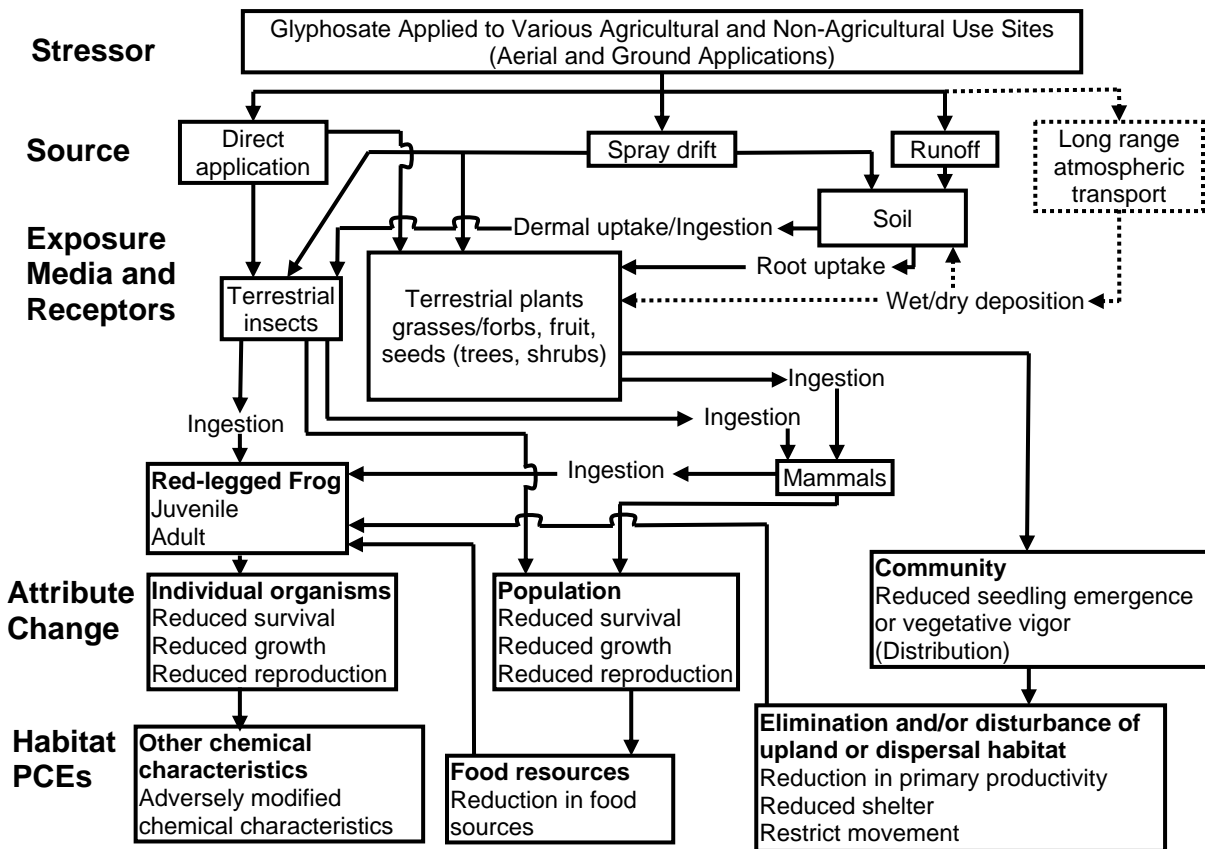 Stressor
Glyphosate Applied to Various Agricultural and Non-Agricultural Use Sites
(Aerial and Ground Applications)
Source
Direct
application
Spray drift
Runoff
Long range
atmospheric
transport
Exposure
Media and
Receptors
Dermal uptake/Ingestion
Soil
Root uptake
Wet/dry deposition
Terrestrial
insects
Terrestrial plants
grasses/forbs, fruit,
seeds (trees, shrubs)
Ingestion
Ingestion
Ingestion
Red-legged Frog
Juvenile
Adult
Ingestion
Mammals
Attribute
Change
Individual organisms
Reduced survival
Reduced growth
Reduced reproduction
Population
Reduced survival
Reduced growth
Reduced reproduction
Community
Reduced seedling emergence
or vegetative vigor
(Distribution)
Habitat
PCEs
Other chemical
characteristics
Adversely modified
chemical characteristics
Food resources
Reduction in food
sources
Elimination and/or disturbance of
upland or dispersal habitat
Reduction in primary productivity
Reduced shelter
Restrict movement